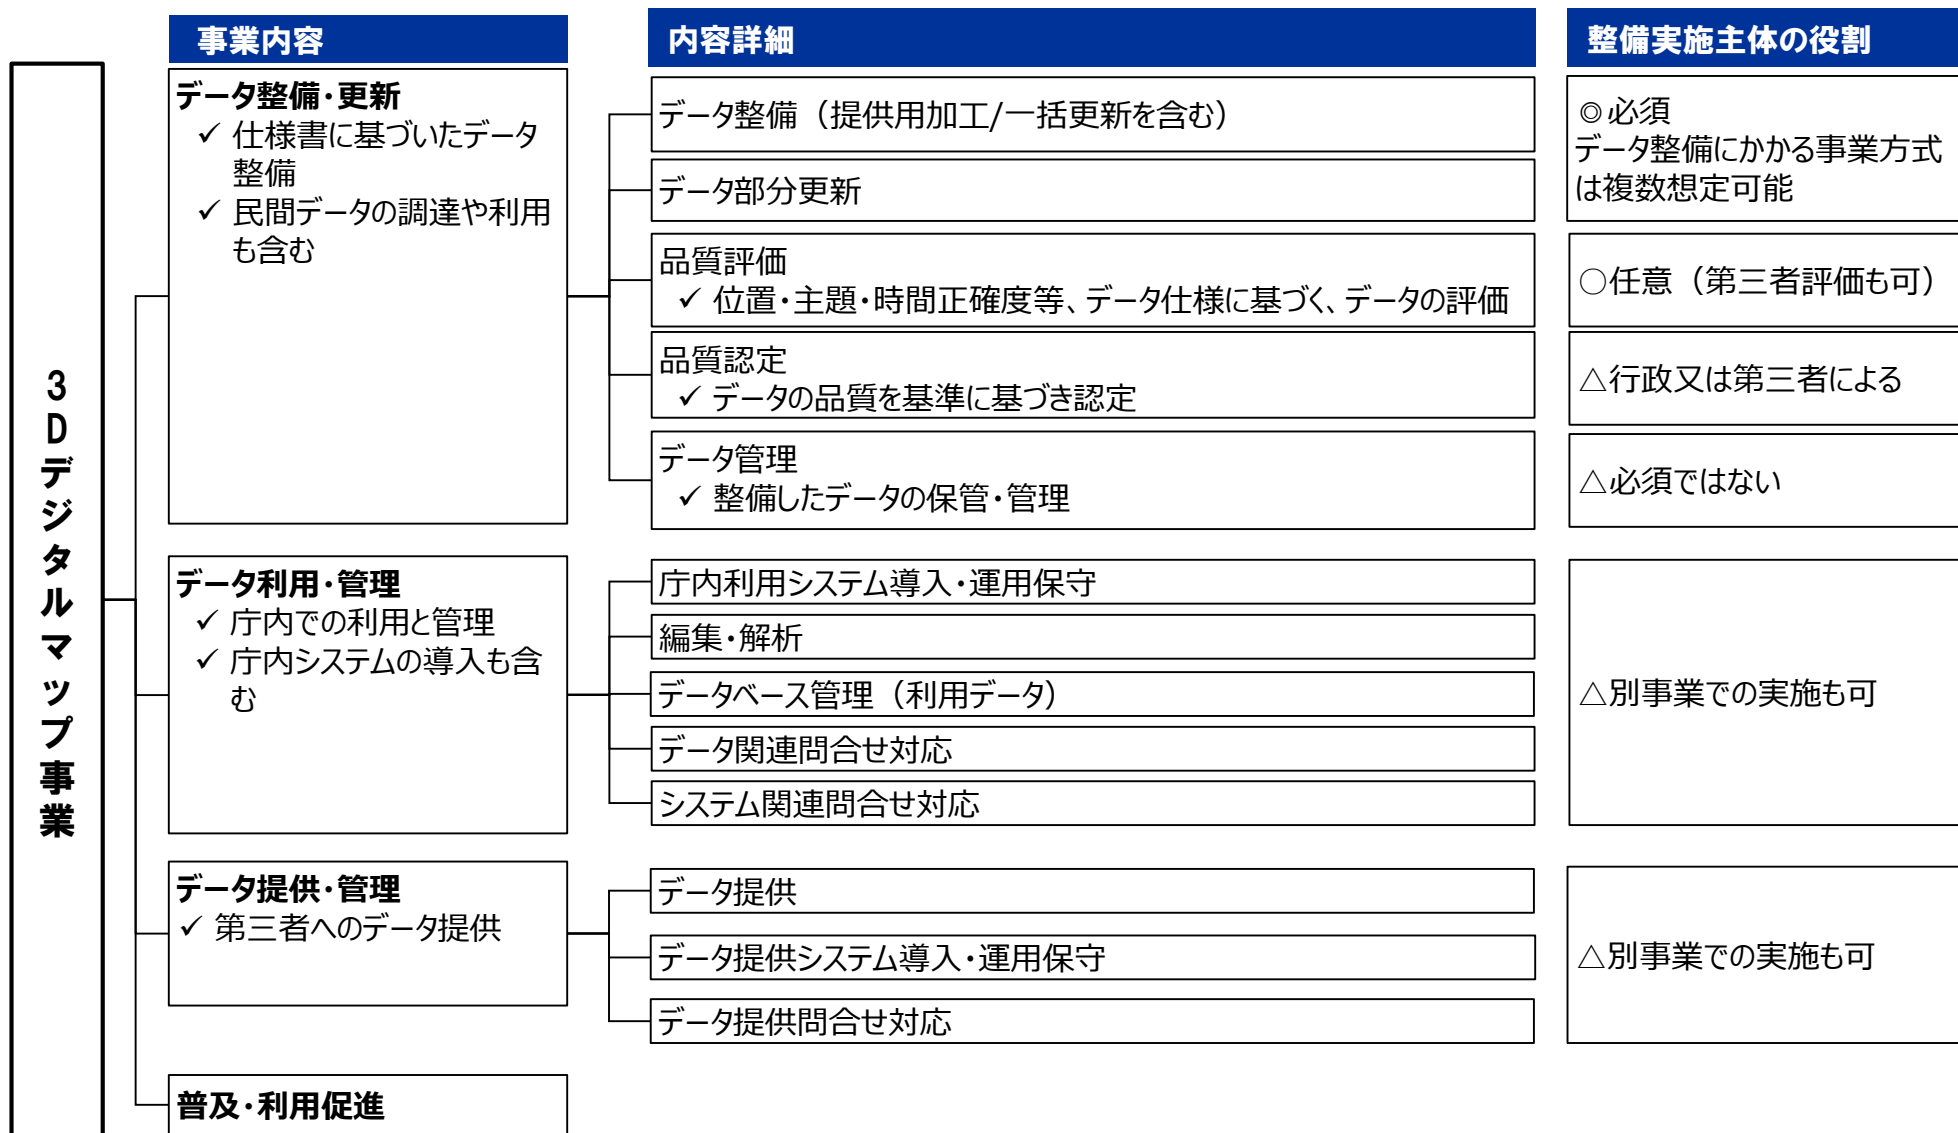 事業内容
内容詳細
整備実施主体の役割
3Dデジタルマップ事業
データ整備・更新
✓ 仕様書に基づいたデータ
整備
✓ 民間データの調達や利用
も含む
データ整備（提供用加工/一括更新を含む）
データ部分更新
◎必須
データ整備にかかる事業方式
は複数想定可能
品質評価
✓ 位置・主題・時間正確度等、データ仕様に基づく、データの評価
○任意（第三者評価も可）
品質認定
✓ データの品質を基準に基づき認定
△行政又は第三者による
データ管理
✓ 整備したデータの保管・管理
△必須ではない
データ利用・管理
✓ 庁内での利用と管理
✓ 庁内システムの導入も含
む
庁内利用システム導入・運用保守
編集・解析
データベース管理（利用データ）
データ関連問合せ対応
システム関連問合せ対応
△別事業での実施も可
データ提供・管理
✓ 第三者へのデータ提供
データ提供
データ提供システム導入・運用保守
データ提供問合せ対応
△別事業での実施も可
普及・利用促進